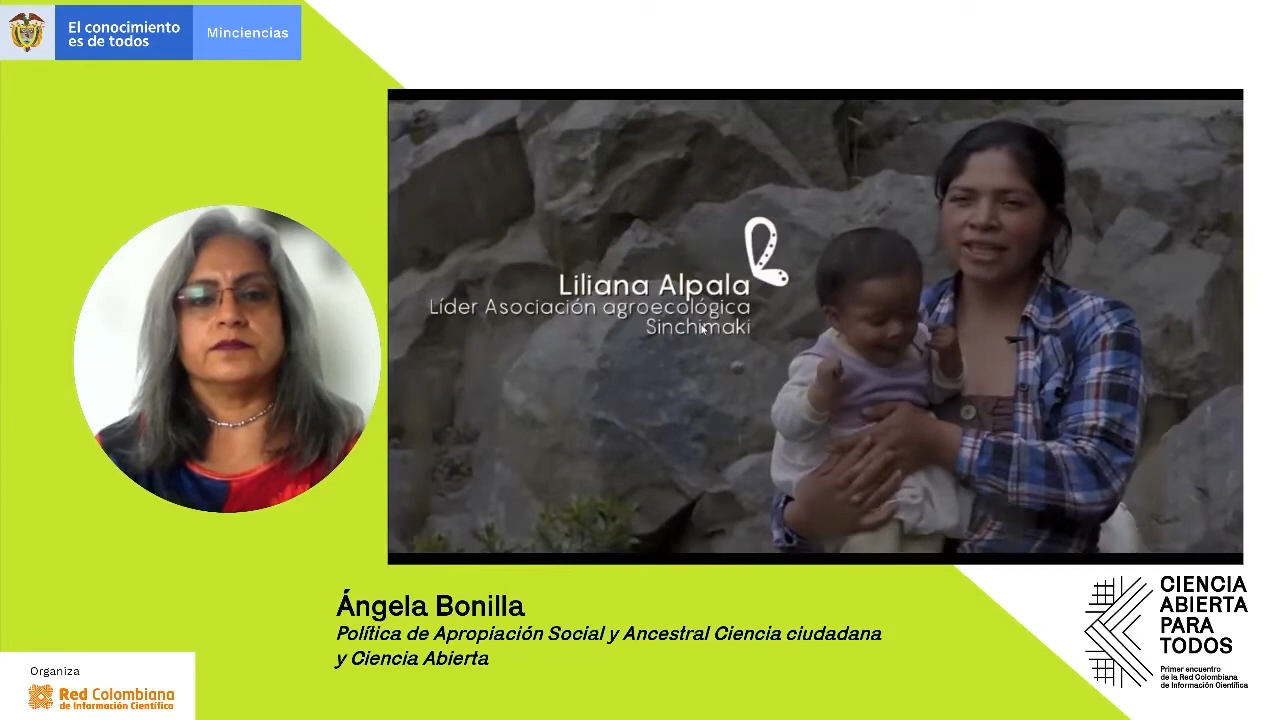 El conocimiento
es de todos
Minciencias
Liliana Alpala
Líder Asociación agroecológica
Sinchimaki
Ángela Bonilla
Política de Apropiación Social y Ancestral Ciencia ciudadana
y Ciencia Abierta
CIENCIA
ABIERTA
PARA
TODOS
Primer encuentro
de la Red Colombiana
de Información Científica
Organiza
Red Colombiana
de Información Científica